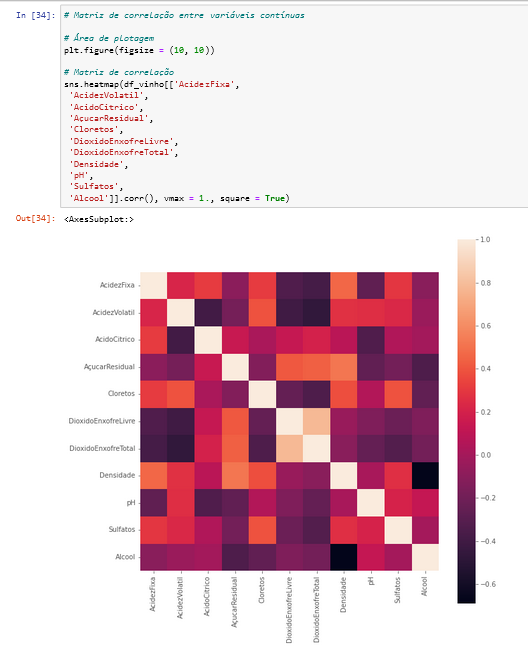 In [34]: # Matriz de correlação entre variáveis contínuas
# Área de plotagem
plt.figure(figsize = (10, 10))
# Matriz de correlação
sns.heatmap(df_vinho[['AcidezFixa',
'AcidezVolatil',
'AcidoCitrico',
'AçucarResidual',
'Cloretos',
'DioxidoEnxofreLivre',
'DioxidoEnxofreTotal',
'Densidade',
'pH',
'Sulfatos',
'Alcool']].corr(), vmax = 1., square = True)
Out[34]: <AxesSubplot:>
AcidezFixa
AcidezVolatil
AcidoCitrico
AçucarResidual
Cloretos
DioxidoEnxofreLivre
DioxidoEnxofreTotal
Densidade
pH
Sulfatos
Alcool
AcidezFixa
AcidezVolatil
AcidoCitrico
AçucarResidual
Cloretos
DioxidoEnxofreLivre
DioxidoEnxofreTotal
Densidade
pH
Sulfatos
Alcool
1.0
0.8
0.6
0.4
0.2
0.0
−0.2
−0.4
−0.6